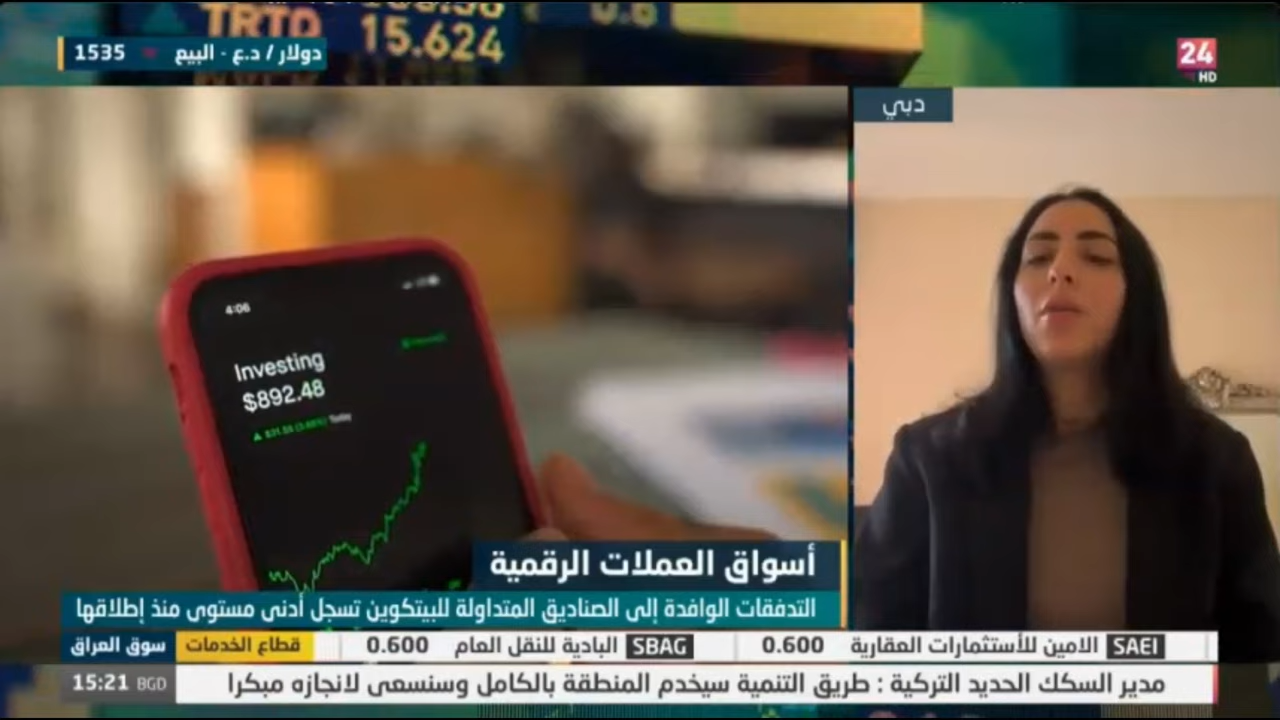 TRTD
15.624
0.6
دولار / د.ع - البيع 1535
24
HD
دبي
4:06
Investing
$892.48
Today
أسواق العملات الرقمية
التدفقات الوافدة إلى الصناديق المتداولة للبيتكوين تسجل أدنى مستوى منذ إطلاقها
سوق العراق قطاع الخدمات 0.600 البادية للنقل العام SBAG 0.600 الامين للأستثمارات العقارية SAEI
15:21 BGD
مدير السكك الحديد التركية : طريق التنمية سيخدم المنطقة بالكامل وسنسعى لانجازه مبكرا